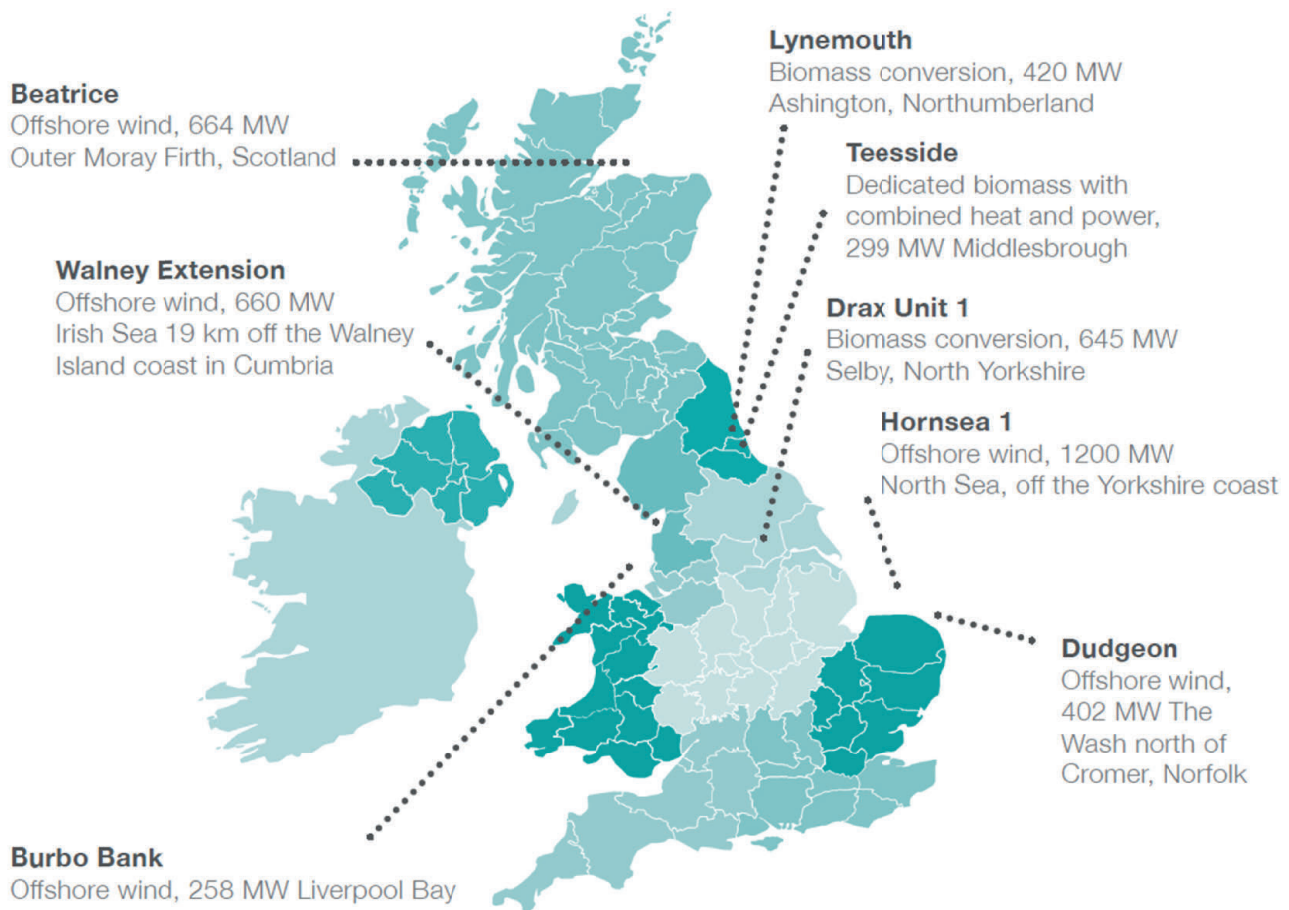 Beatrice
Offshore wind, 664 MW
Outer Moray Firth, Scotland
Walney Extension
Offshore wind, 660 MW
Irish Sea 19 km off the Walney
Island coast in Cumbria
Lynemouth
Biomass conversion, 420 MW
Ashington, Northumberland
Teesside
Dedicated biomass with
combined heat and power,
299 MW Middlesbrough
Drax Unit 1
Biomass conversion, 645 MW
Selby, North Yorkshire
Hornsea 1
Offshore wind, 1200 MW
North Sea, off the Yorkshire coast
Dudgeon
Offshore wind,
402 MW The
Wash north of
Cromer, Norfolk
Burbo Bank
Offshore wind, 258 MW Liverpool Bay